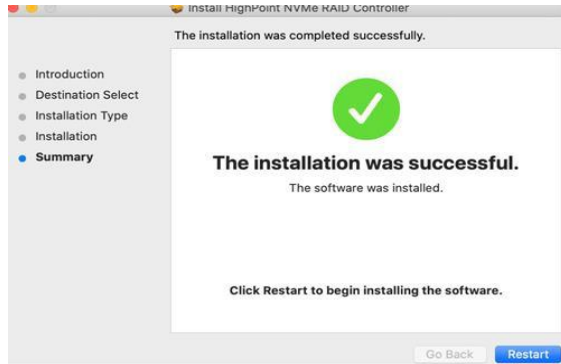 Install HighPoint NVMe RAID Controller
The installation was completed successfully.
Introduction
Destination Select
Installation Type
Installation
Summary
The installation was successful.
The software was installed.
Click Restart to begin installing the software.
Go Back
Restart